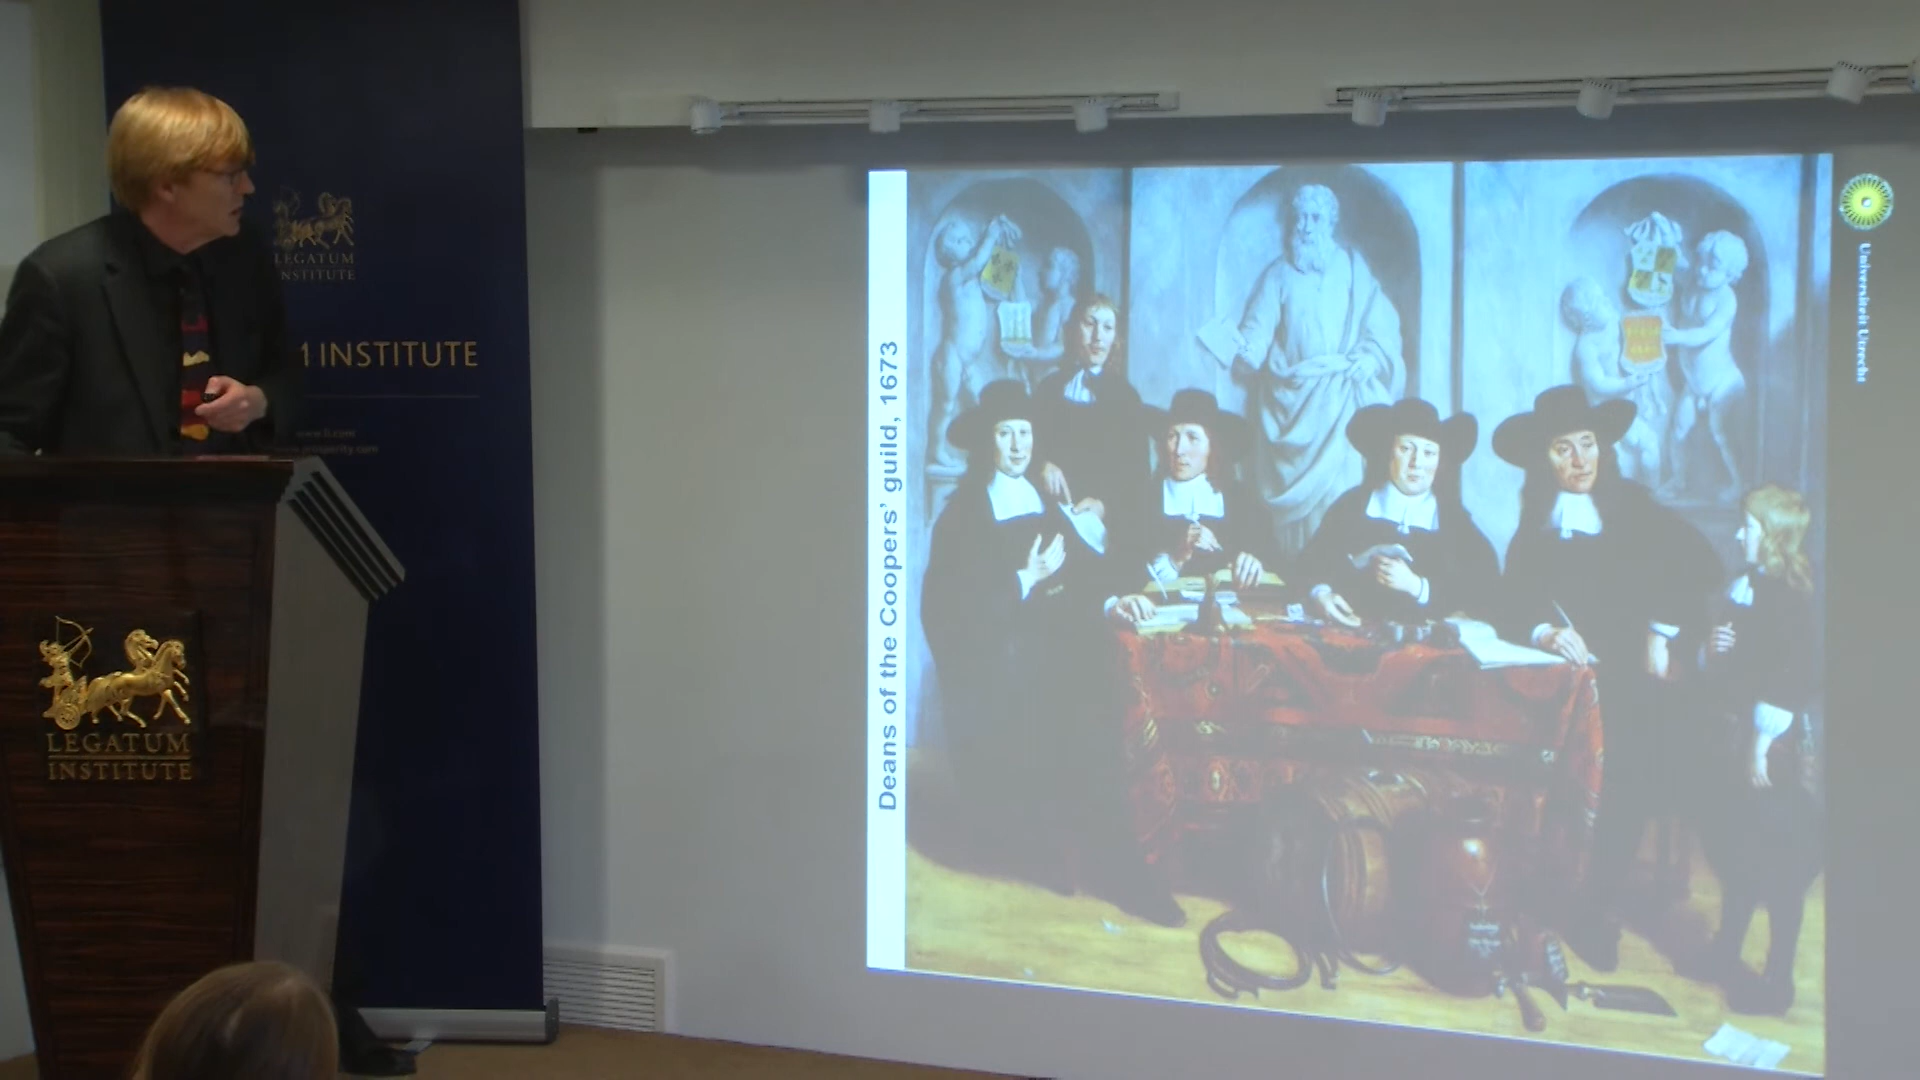 LEGATUM
INSTITUTE
INSTITUTE
LEGATUM
INSTITUTE
Deans of the Coopers' guild, 1673
Universiteit Utrecht